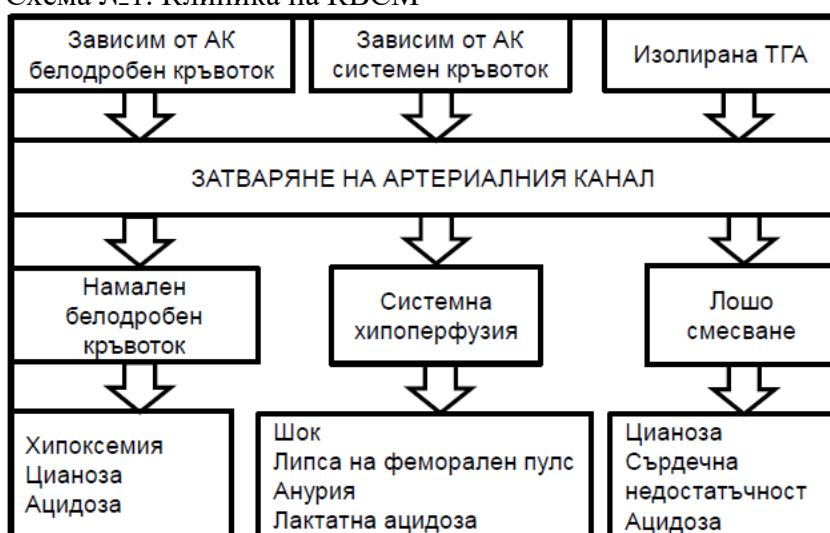 Схема №1. Клиника на КВСМ
Зависим от АК
белодробен кръвоток
Зависим от АК
системен кръвоток
Изолирана ТГА
ЗАТВАРЯНЕ НА АРТЕРИАЛНИЯ КАНАЛ
Намален
белодробен
кръвоток
Системна
хипоперфузия
Лошо
смесване
Хипоксемия
Цианоза
Ацидоза
Шок
Липса на феморален пулс
Анурия
Лактатна ацидоза
Цианоза
Сърдечна
недостатъчност
Ацидоза